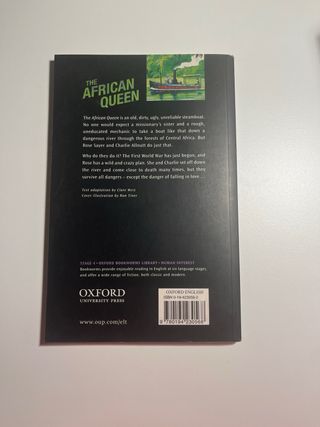 THE
AFRICAN
QUEEN
The African Queen is an old, dirty, ugly, unreliable steamboat.
No one would expect a missionary's sister and a rough,
uneducated mechanic to take a boat like that down a
dangerous river through the forests of Central Africa. But
Rose Sayer and Charlie Allnutt do just that.
Why do they do it? The First World War has just begun, and
Rose has a wild and crazy plan. She and Charlie set off down
the river and come close to death many times, but they
survive all dangers – except the danger of falling in love . . .
Text adaptation by Clare West
Cover illustration by Ron Tiner
STAGE 4 • OXFORD BOOKWORMS LIBRARY • HUMAN INTEREST
Bookworms provide enjoyable reading in English at six language stages,
and offer a wide range of fiction, both classic and modern.
OXFORD
UNIVERSITY PRESS
www.oup.com/elt
OXFORD ENGLISH
9 780194 230568